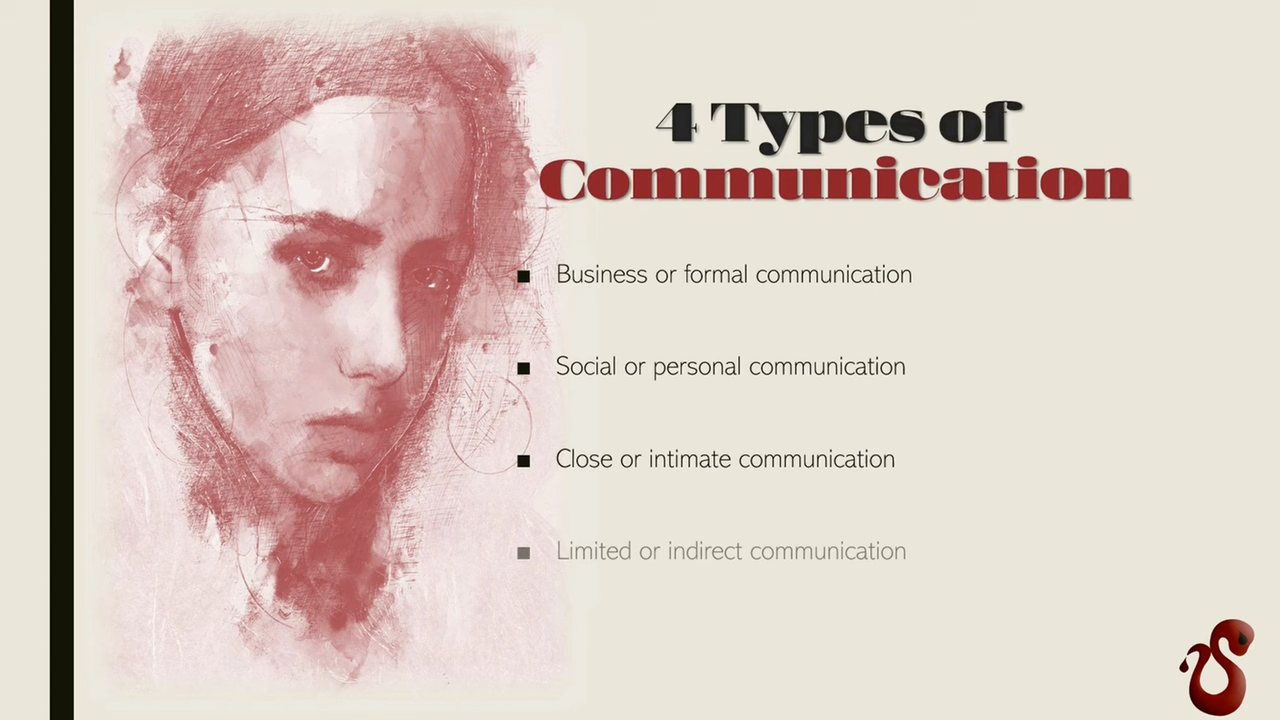 4 Types of
Communication
Business or formal communication
Social or personal communication
Close or intimate communication
Limited or indirect communication